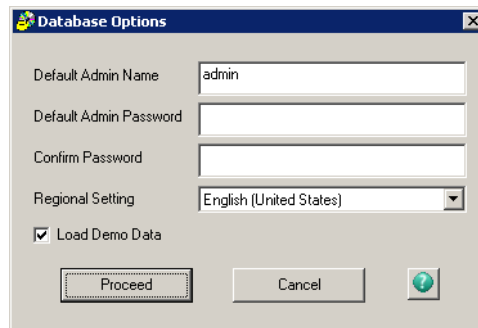 Database Options
Default Admin Name admin
Default Admin Password
Confirm Password
Regional Setting English (United States)
Load Demo Data
Proceed Cancel ?